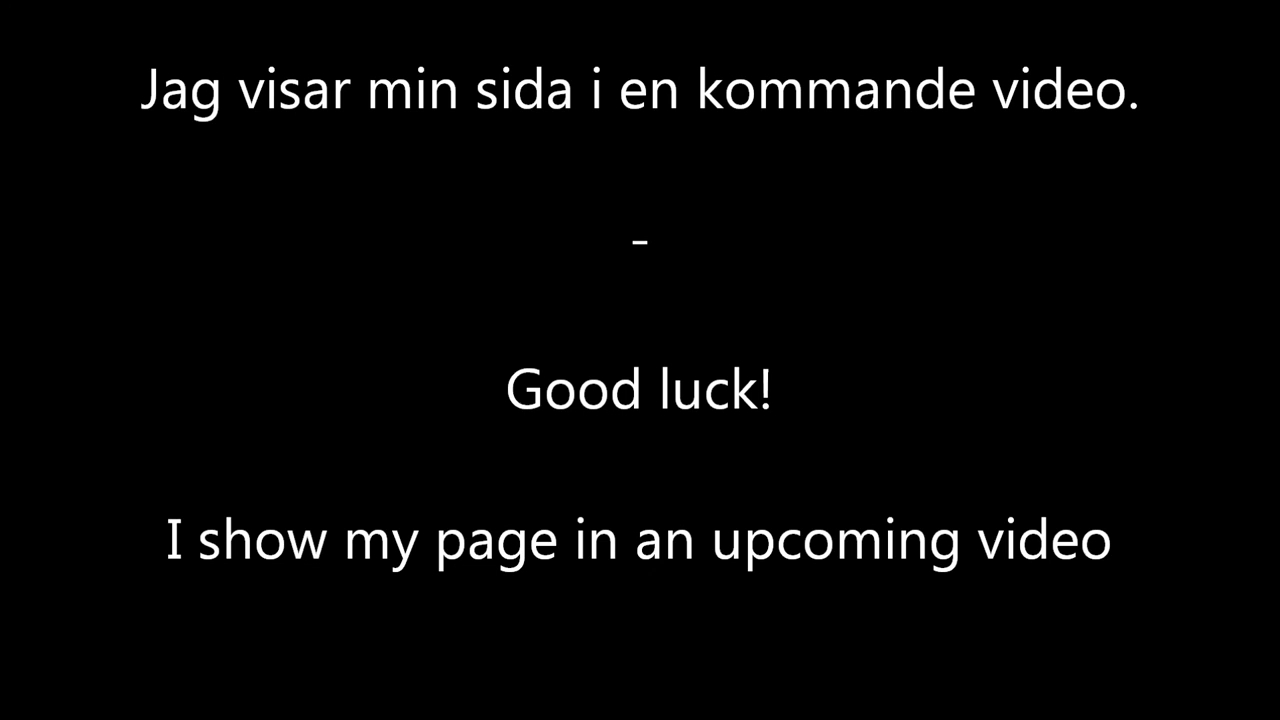 Jag visar min sida i en kommande video.
-
Good luck!
I show my page in an upcoming video